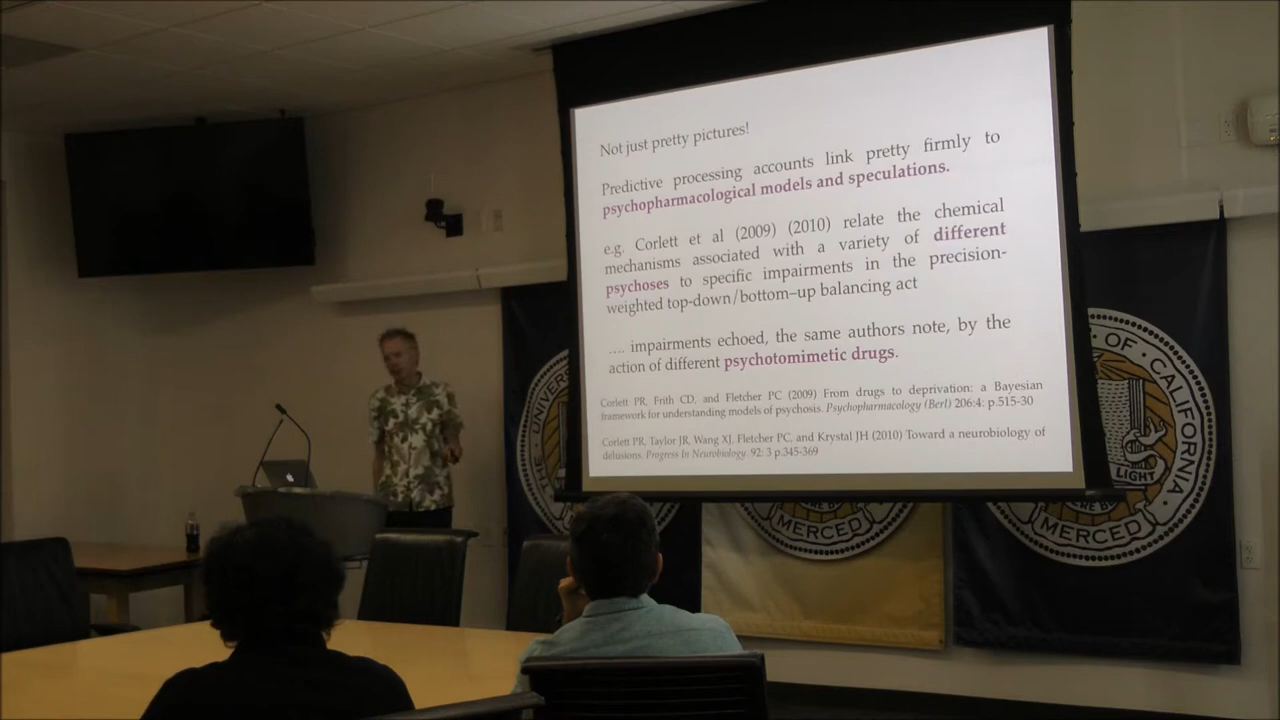 Not just pretty pictures!
Predictive processing accounts link pretty firmly to
psychopharmacological models and speculations.
e.g. Corlett et al (2009) (2010) relate the chemical
mechanisms associated with a variety of different
psychoses to specific impairments in the precision-
weighted top-down/bottom–up balancing act
.... impairments echoed, the same authors note, by the
action of different psychotomimetic drugs.
Corlett PR, Frith CD, and Fletcher PC (2009) From drugs to deprivation: a Bayesian
framework for understanding models of psychosis. Psychopharmacology (Berl) 206:4: p.515-30
Corlett PR, Taylor JR, Wang XJ, Fletcher PC, and Krystal JH (2010) Toward a neurobiology of
delusions. Progress In Neurobiology. 92: 3 p.345-369
THE · UNIVER
MERCED
OF · CALIFORNIA
LIGHT
MERCED